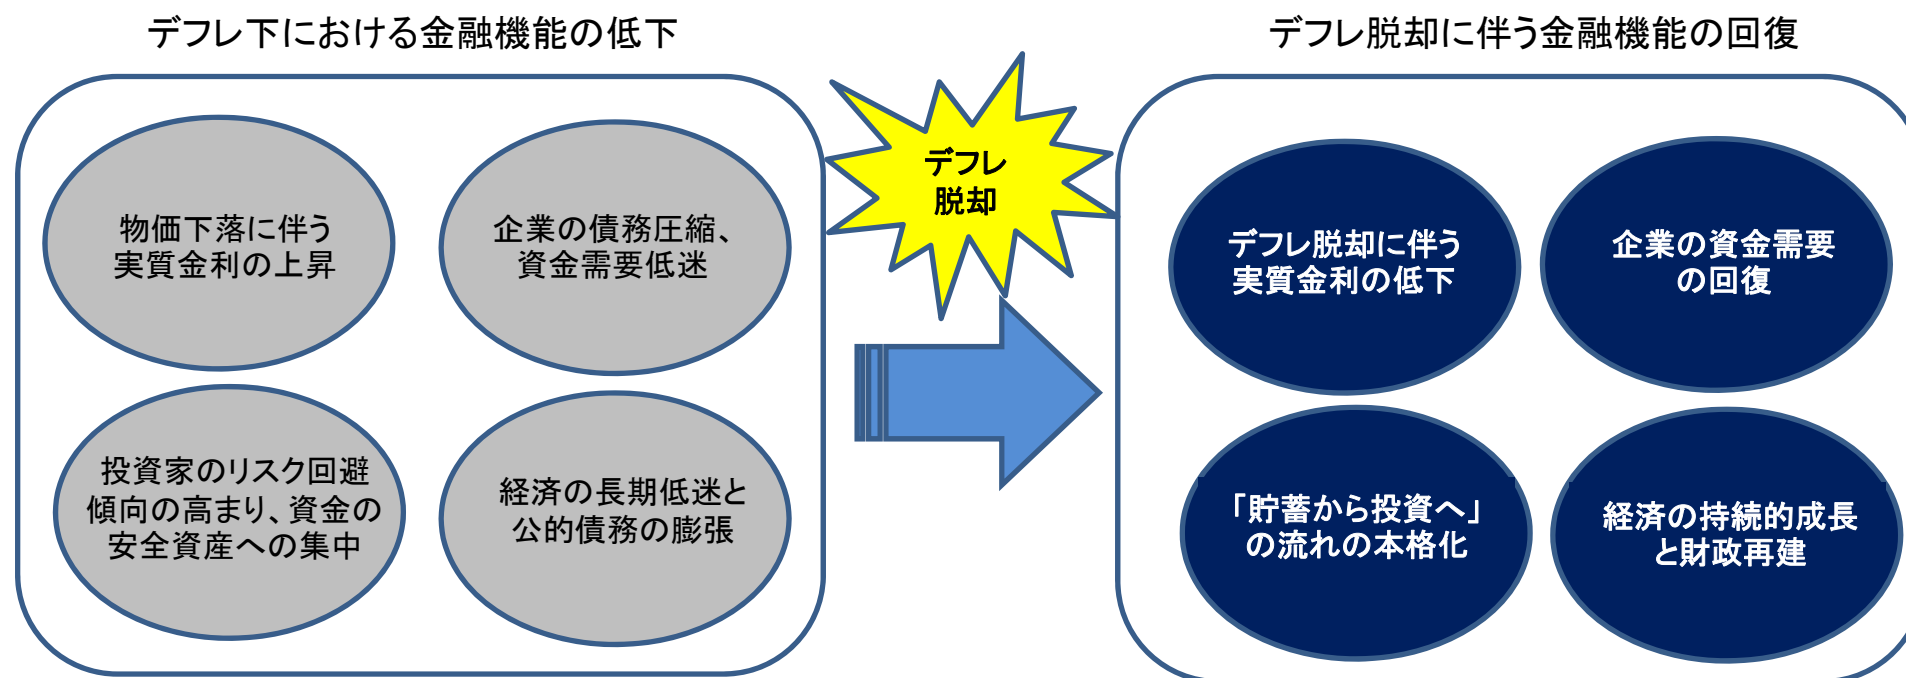 デフレ下における金融機能の低下
物価下落に伴う
実質金利の上昇
企業の債務圧縮、
資金需要低迷
投資家のリスク回避
傾向の高まり、資金の
安全資産への集中
経済の長期低迷と
公的債務の膨張
デフレ
脱却
デフレ脱却に伴う金融機能の回復
デフレ脱却に伴う
実質金利の低下
企業の資金需要
の回復
「貯蓄から投資へ」
の流れの本格化
経済の持続的成長
と財政再建